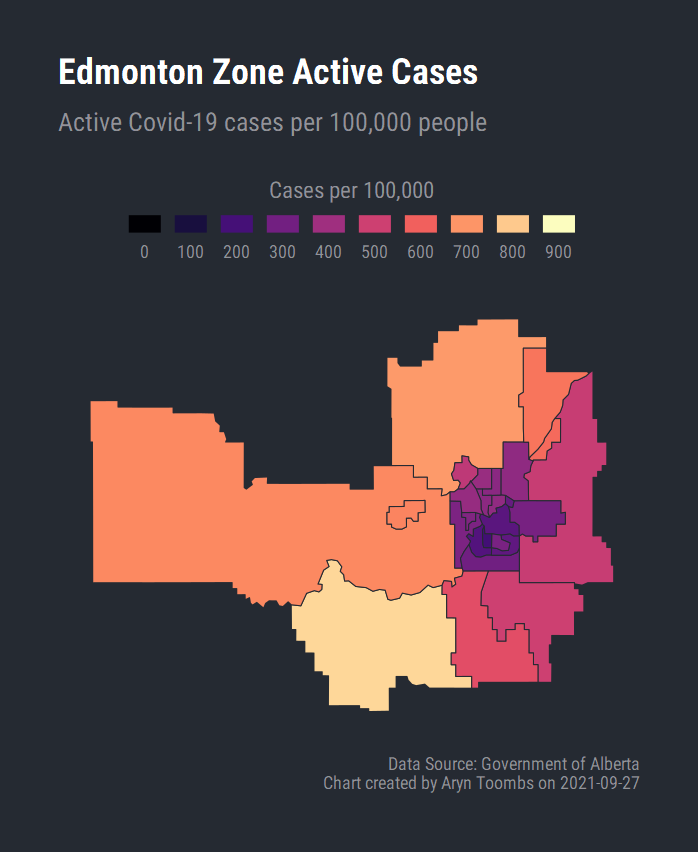 Edmonton Zone Active Cases
Active Covid-19 cases per 100,000 people
Cases per 100,000
0 100 200 300 400 500 600 700 800 900
Data Source: Government of Alberta
Chart created by Aryn Toombs on 2021-09-27